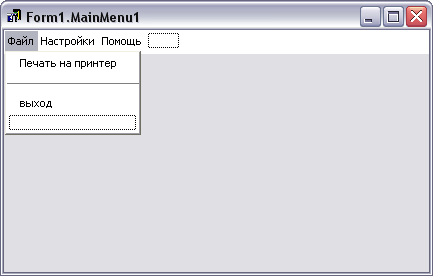 Form1.MainMenu1
Файл Настройки Помощь
Печать на принтер
выход